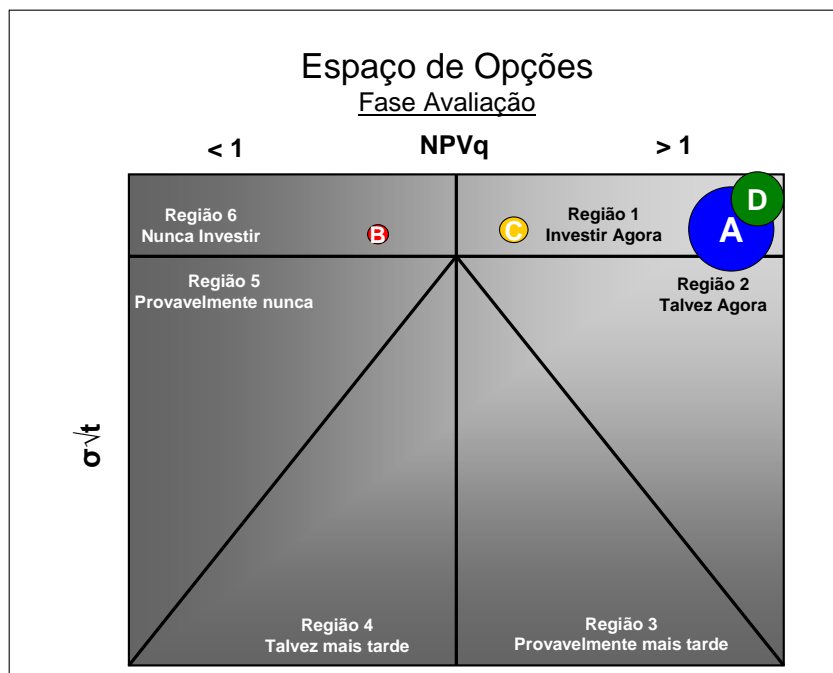 Espaço de Opções
Fase Avaliação
< 1 NPVq > 1
D
Região 6
Nunca Investir
B
C
Região 1
Investir Agora
A
Região 5
Provavelmente nunca
Região 2
Talvez Agora
σ√t
Região 4
Talvez mais tarde
Região 3
Provavelmente mais tarde